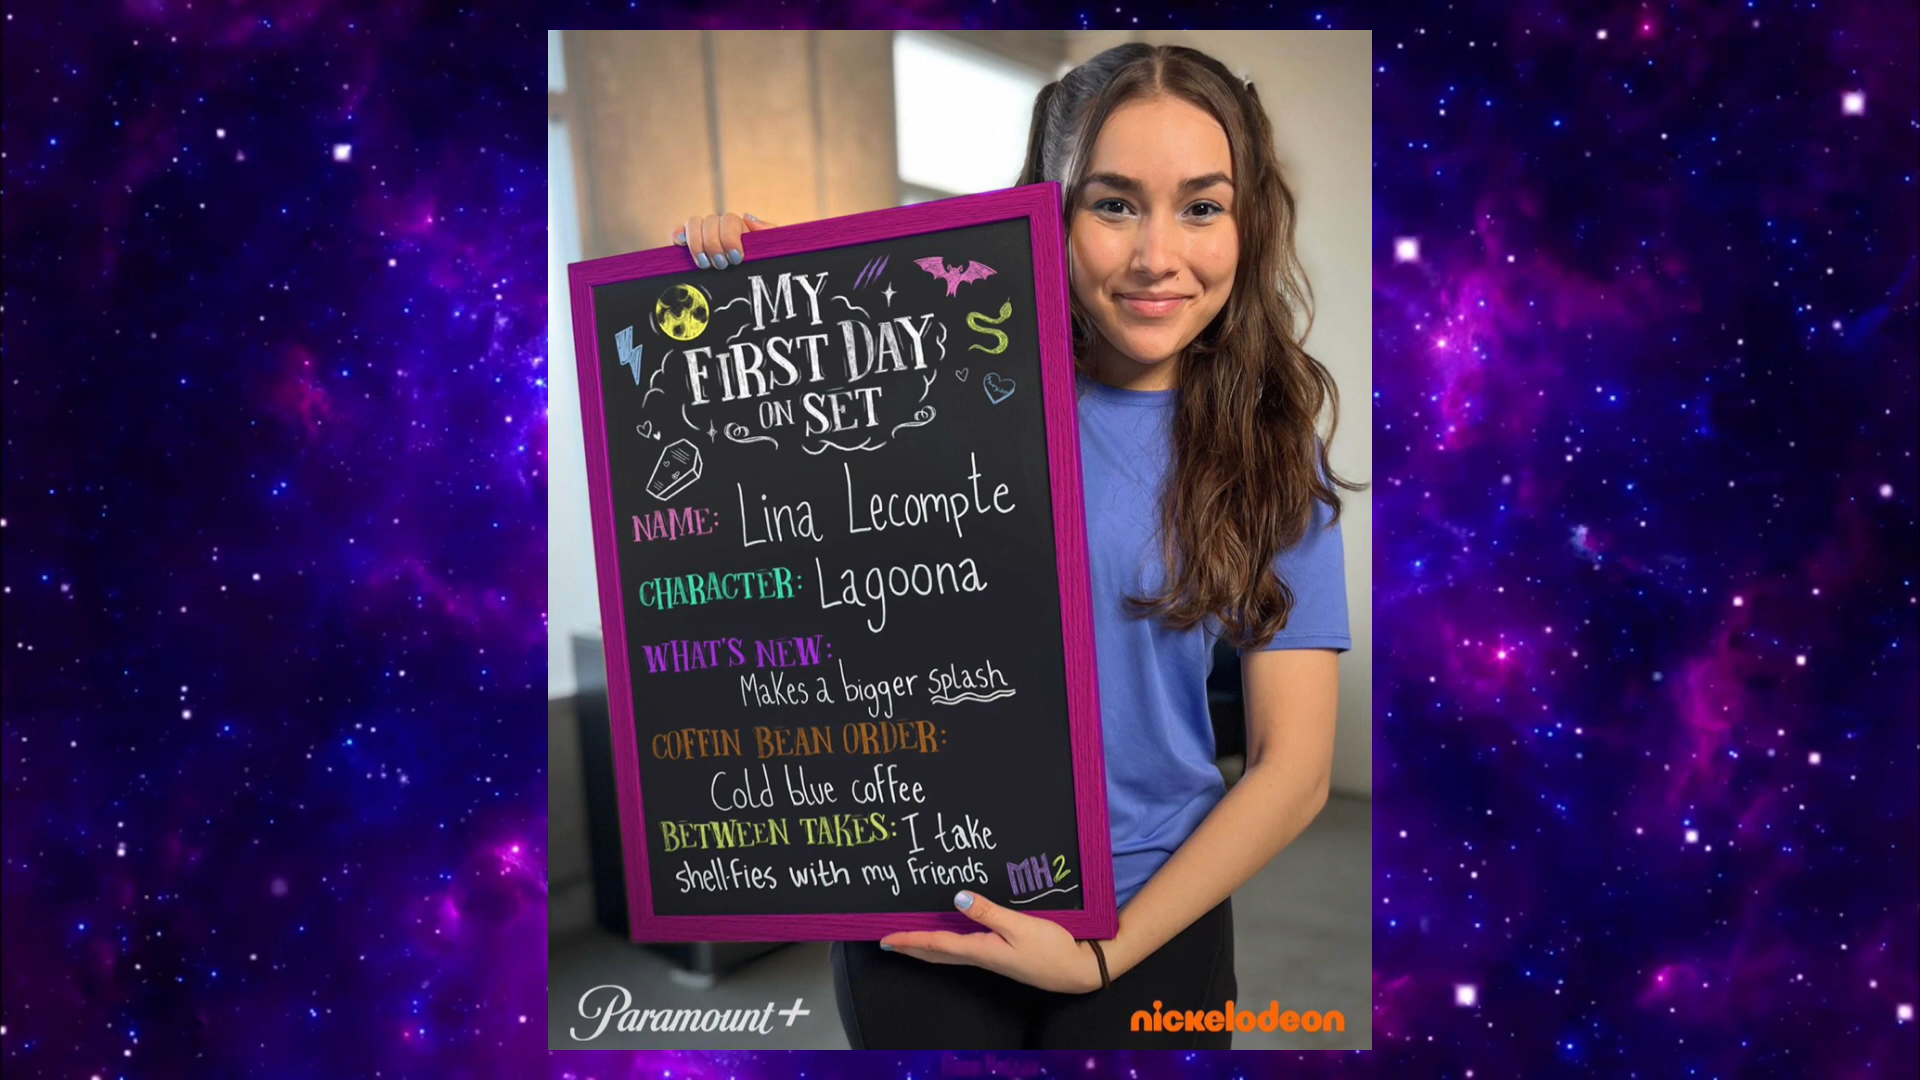 MY
FIRST DAY
ON SET
NAME: Lina Lecompte
CHARACTER: Lagoona
WHAT'S NEW:
Makes a bigger splash
COFFIN BEAN ORDER:
Cold blue coffee
BETWEEN TAKES: I take
shell-fies with my friends
MH2
Paramount+
nickelodeon